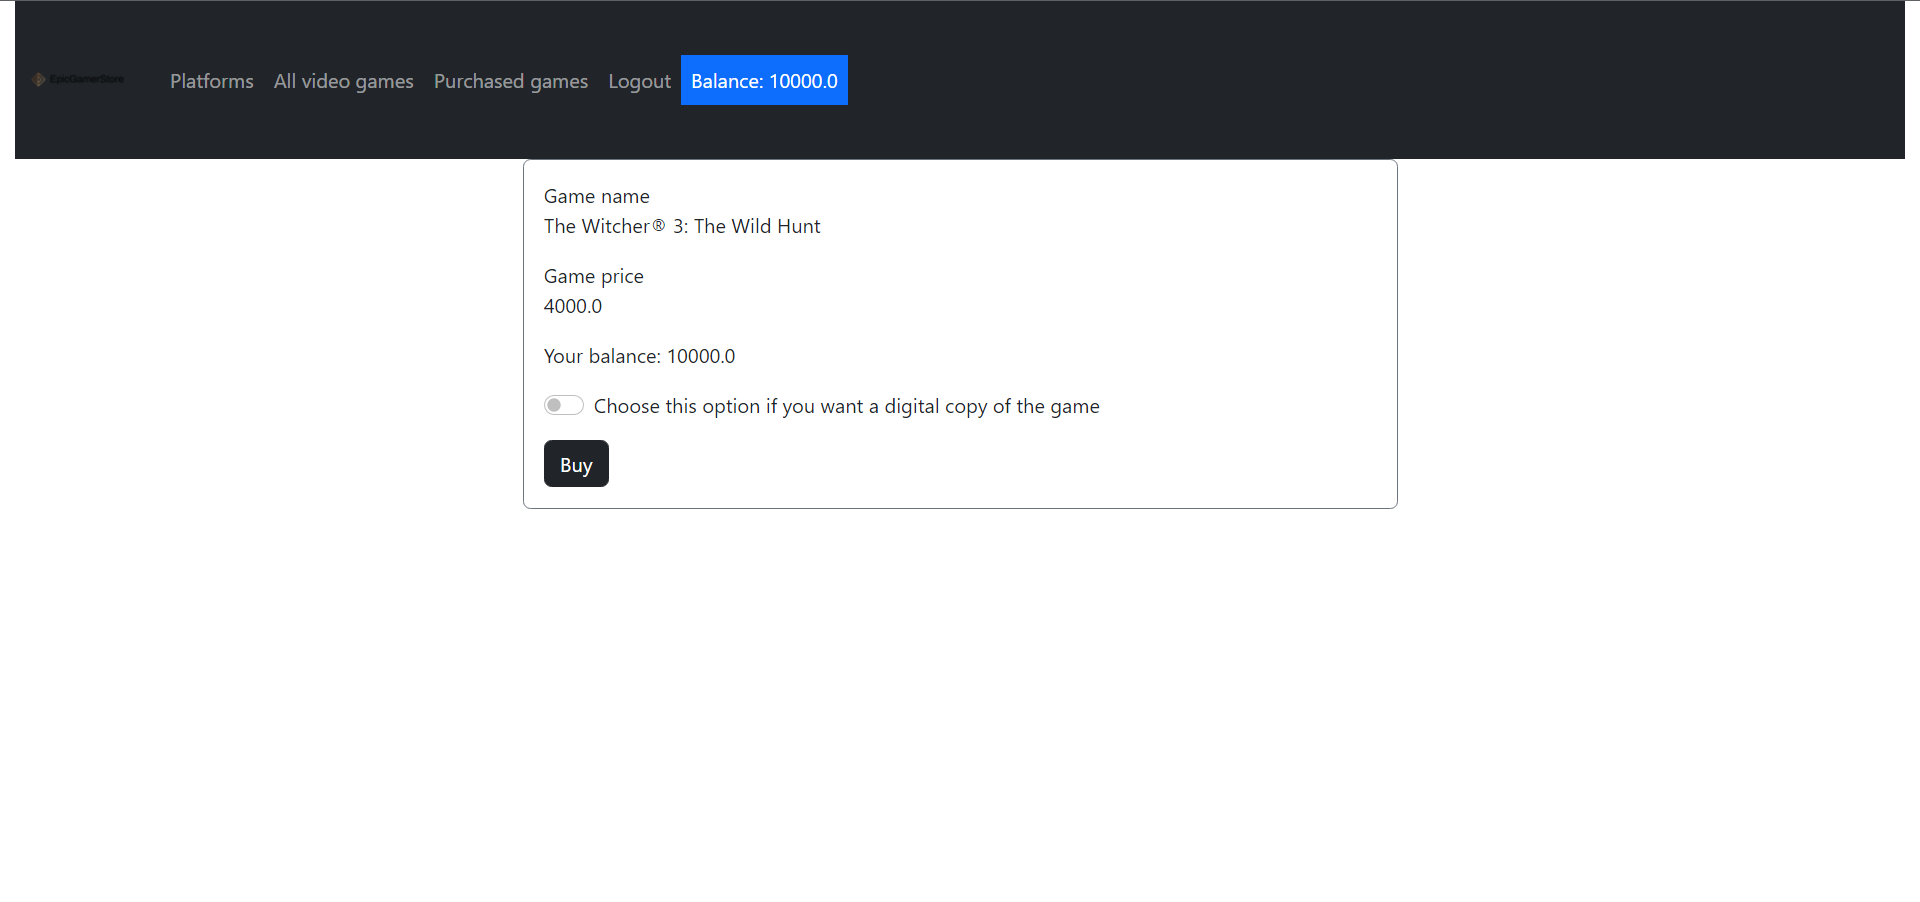 EpicGamerStore
Platforms
All video games
Purchased games
Logout
Balance: 10000.0
Game name
The Witcher® 3: The Wild Hunt
Game price
4000.0
Your balance: 10000.0
Choose this option if you want a digital copy of the game
Buy